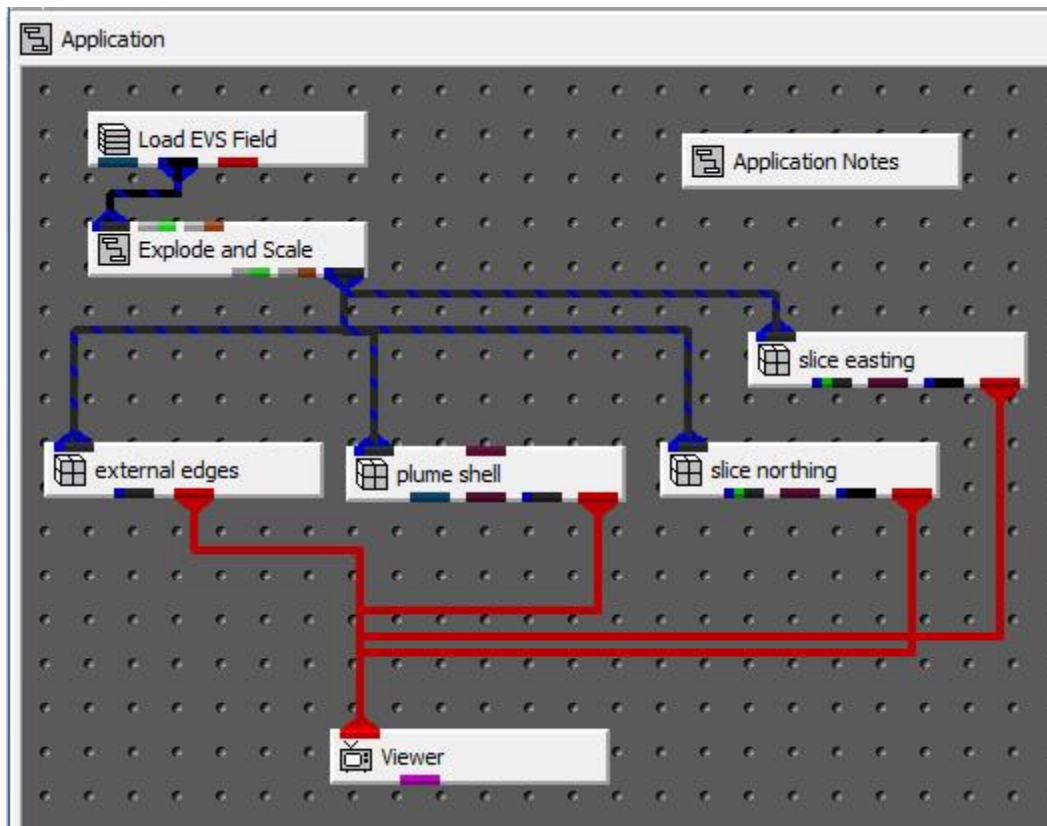 Application
Load EVS Field
Application Notes
Explode and Scale
slice easting
external edges
plume shell
slice northing
Viewer